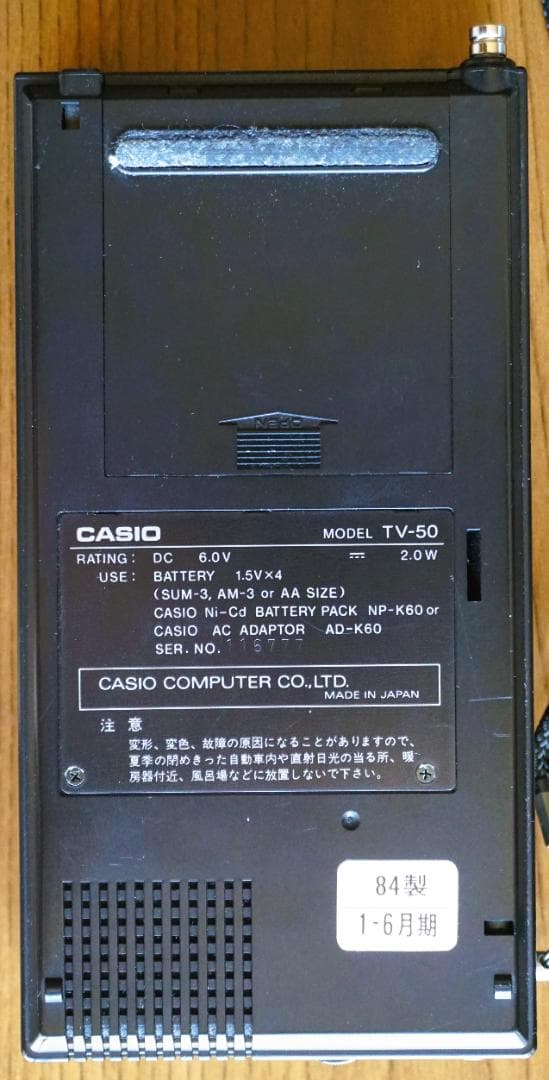 OPEN
CASIO MODEL TV-50
RATING: DC 6.0V ⎓ 2.0W
USE: BATTERY 1.5V×4
(SUM-3, AM-3 or AA SIZE)
CASIO Ni-Cd BATTERY PACK NP-K60 or
CASIO AC ADAPTOR AD-K60
SER. NO. 116777
CASIO COMPUTER CO.,LTD.
MADE IN JAPAN
注意
変形、変色、故障の原因になることがありますので、
夏季の閉めきった自動車内や直射日光の当る所、暖
房器付近、風呂場などに放置しないで下さい。
84製
1-6月期